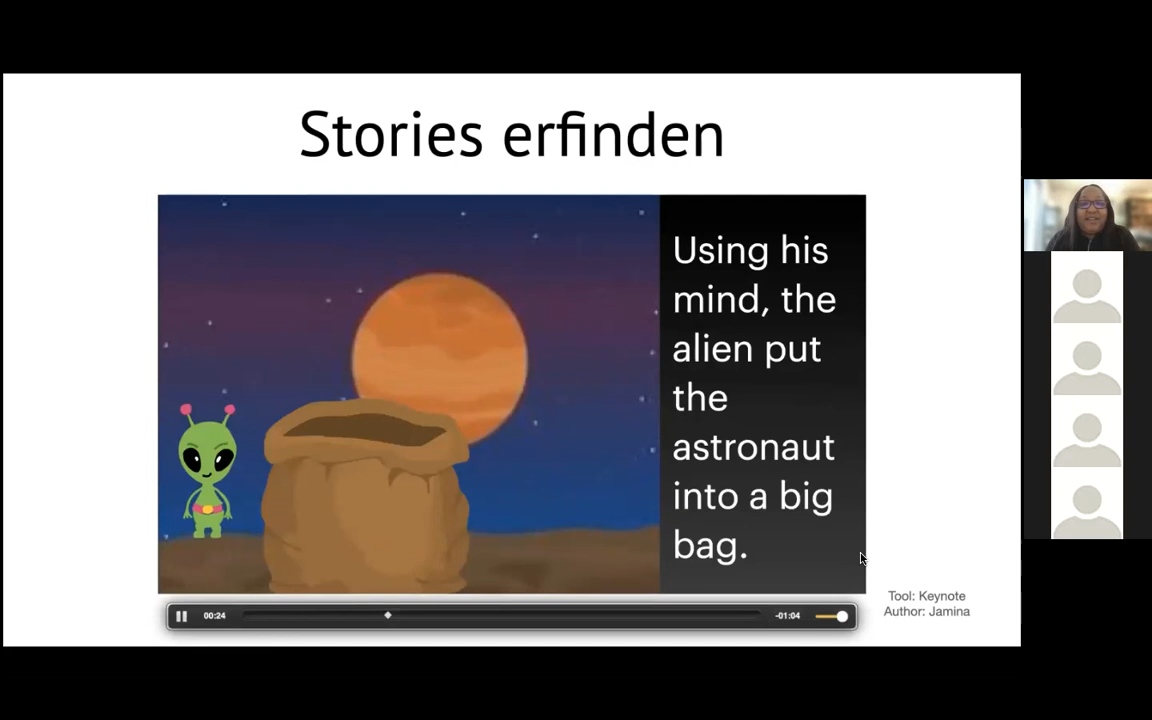 Stories erfinden
Using his
mind, the
alien put
the
astronaut
into a big
bag.
00:24
-01:04
Tool: Keynote
Author: Jamina